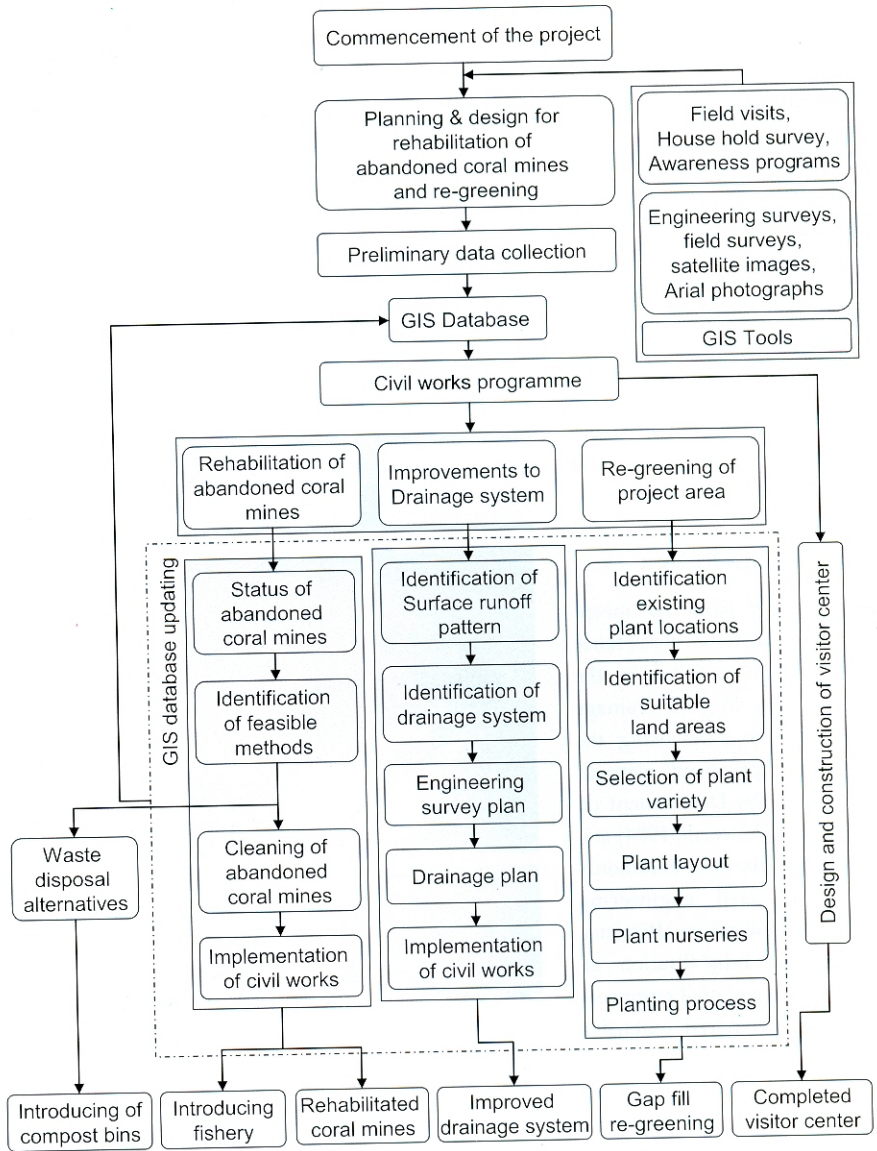 Commencement of the project
Planning & design for
rehabilitation of
abandoned coral mines
and re-greening
Field visits,
House hold survey,
Awareness programs
Engineering surveys,
field surveys,
satellite images,
Arial photographs
GIS Tools
Preliminary data collection
GIS Database
Civil works programme
Rehabilitation of
abandoned coral
mines
Improvements to
Drainage system
Re-greening of
project area
GIS database updating
Status of
abandoned
coral mines
Identification
of feasible
methods
Cleaning of
abandoned
coral mines
Implementation
of civil works
Identification of
Surface runoff
pattern
Identification of
drainage system
Engineering
survey plan
Drainage plan
Implementation
of civil works
Identification
existing
plant locations
Identification of
suitable
land areas
Selection of plant
variety
Plant layout
Plant nurseries
Planting process
Design and construction of visitor center
Waste
disposal
alternatives
Introducing of
compost bins
Introducing
fishery
Rehabilitated
coral mines
Improved
drainage system
Gap fill
re-greening
Completed
visitor center